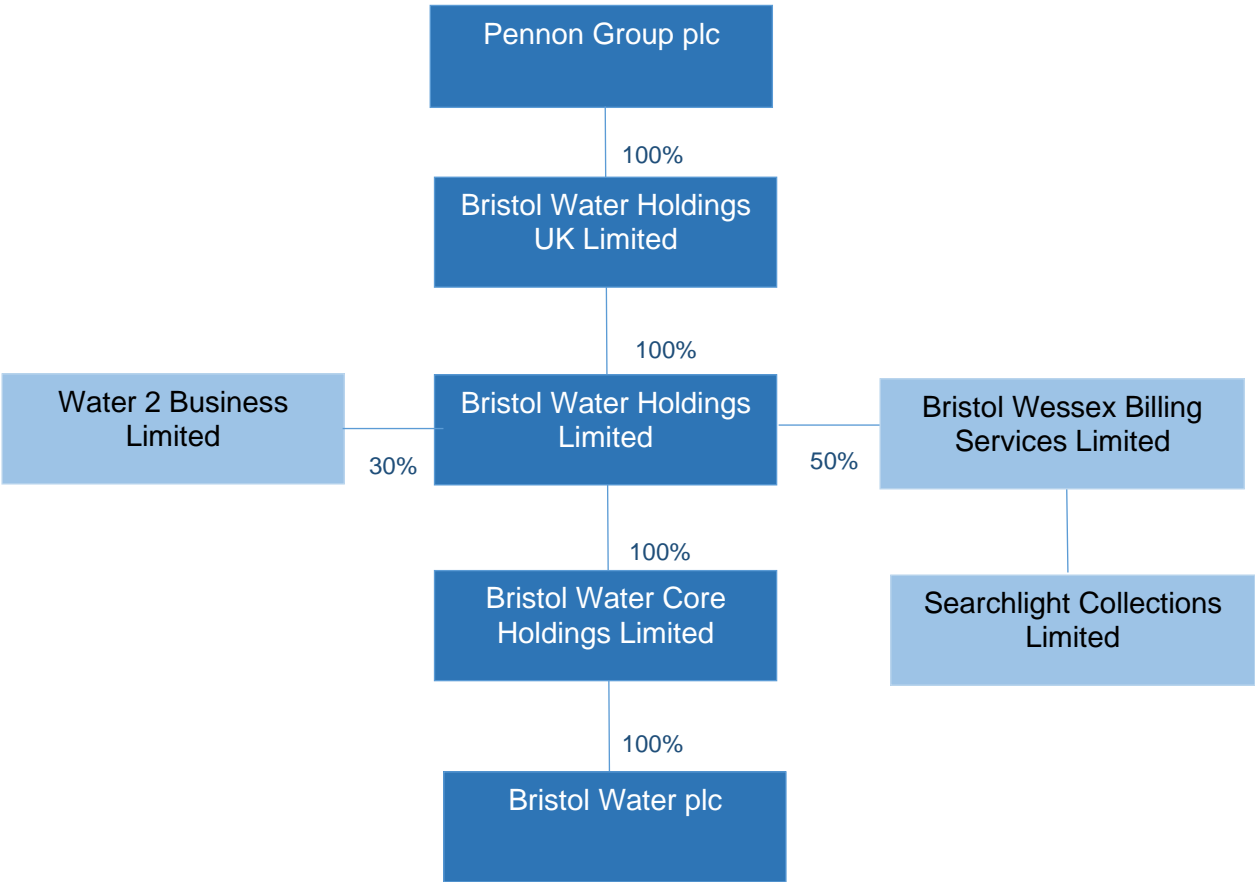 Pennon Group plc
100%
Bristol Water Holdings
UK Limited
100%
Water 2 Business
Limited
30%
Bristol Water Holdings
Limited
50%
Bristol Wessex Billing
Services Limited
100%
Bristol Water Core
Holdings Limited
Searchlight Collections
Limited
100%
Bristol Water plc